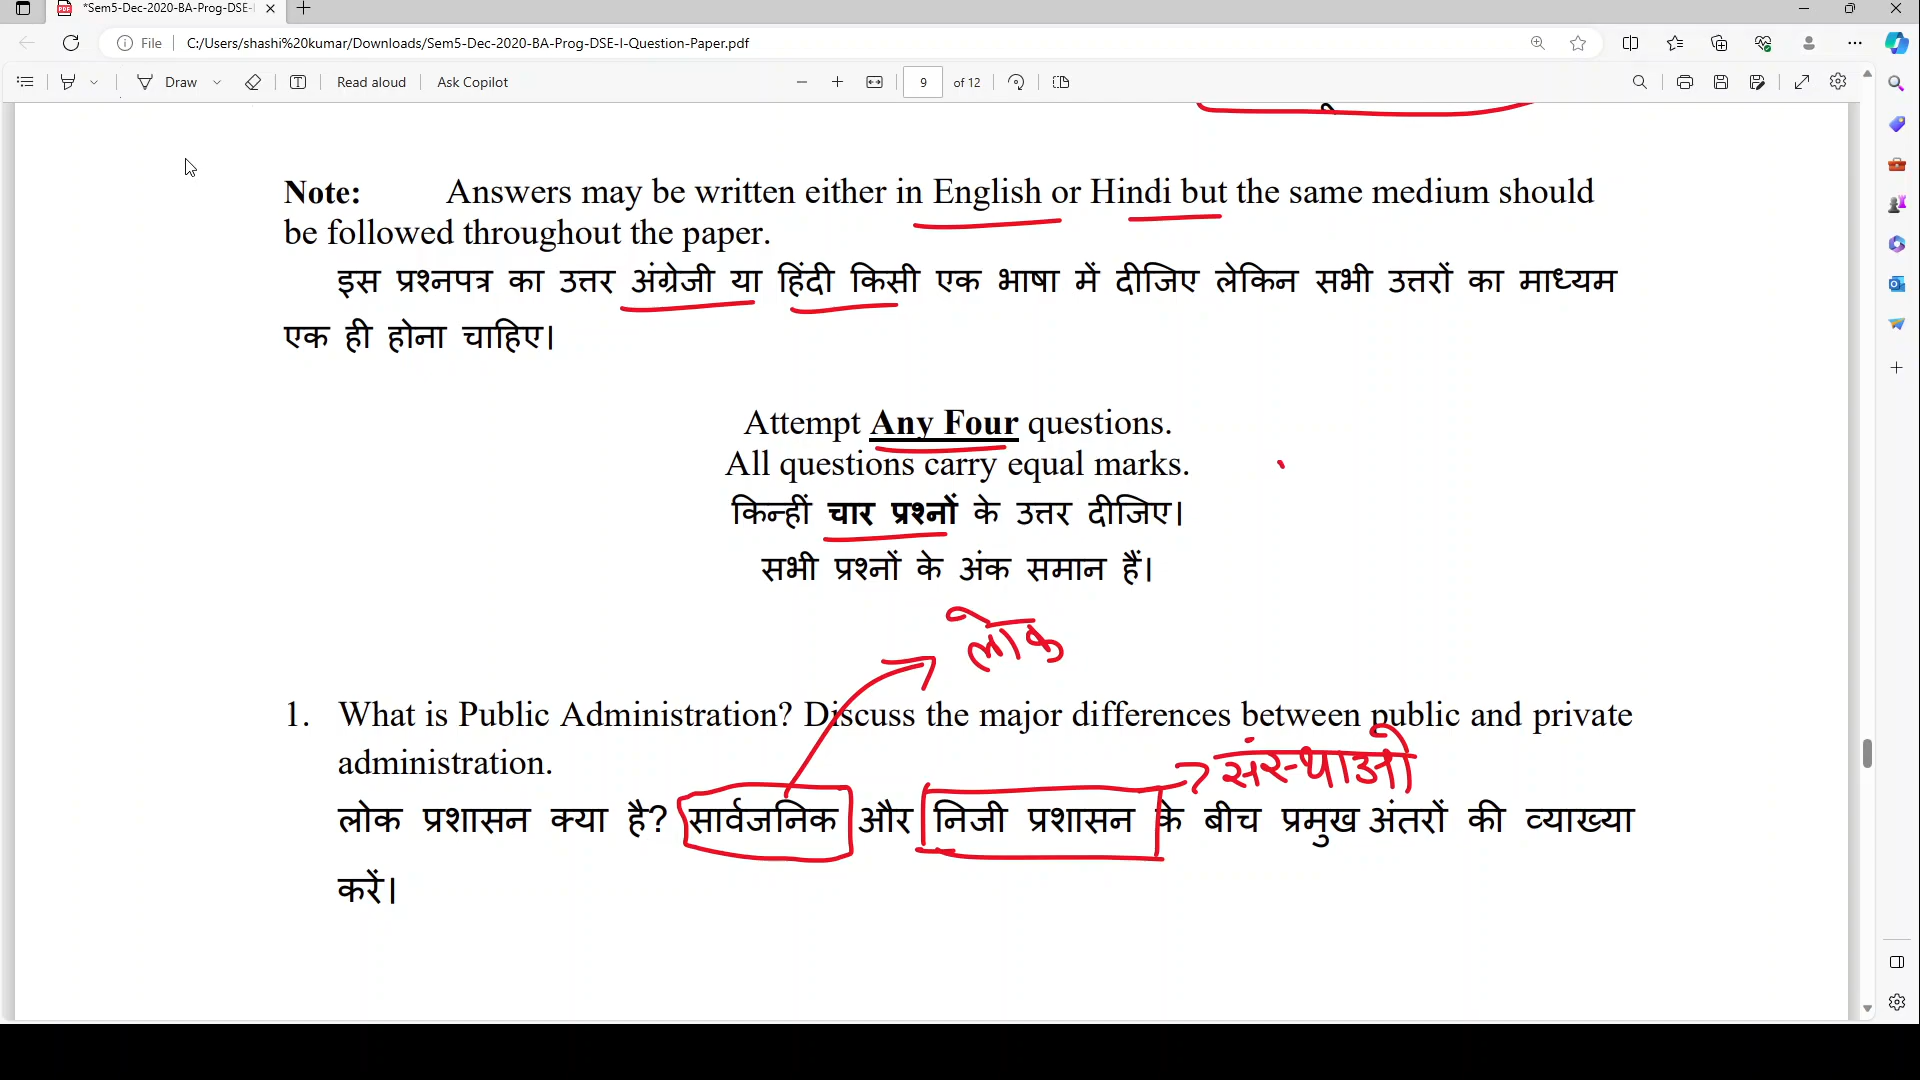 *Sem5-Dec-2020-BA-Prog-DSE-I-
File C:/Users/shashi%20kumar/Downloads/Sem5-Dec-2020-BA-Prog-DSE-I-Question-Paper.pdf
Draw Read aloud Ask Copilot 9 of 12
Note: Answers may be written either in English or Hindi but the same medium should
be followed throughout the paper.
इस प्रश्नपत्र का उत्तर अंग्रेजी या हिंदी किसी एक भाषा में दीजिए लेकिन सभी उत्तरों का माध्यम
एक ही होना चाहिए।
Attempt Any Four questions.
All questions carry equal marks.
किन्हीं चार प्रश्नों के उत्तर दीजिए।
सभी प्रश्नों के अंक समान हैं।
लोक
1. What is Public Administration? Discuss the major differences between public and private
administration.
संस्थाओ
लोक प्रशासन क्या है? सार्वजनिक और निजी प्रशासन के बीच प्रमुख अंतरों की व्याख्या
करें।